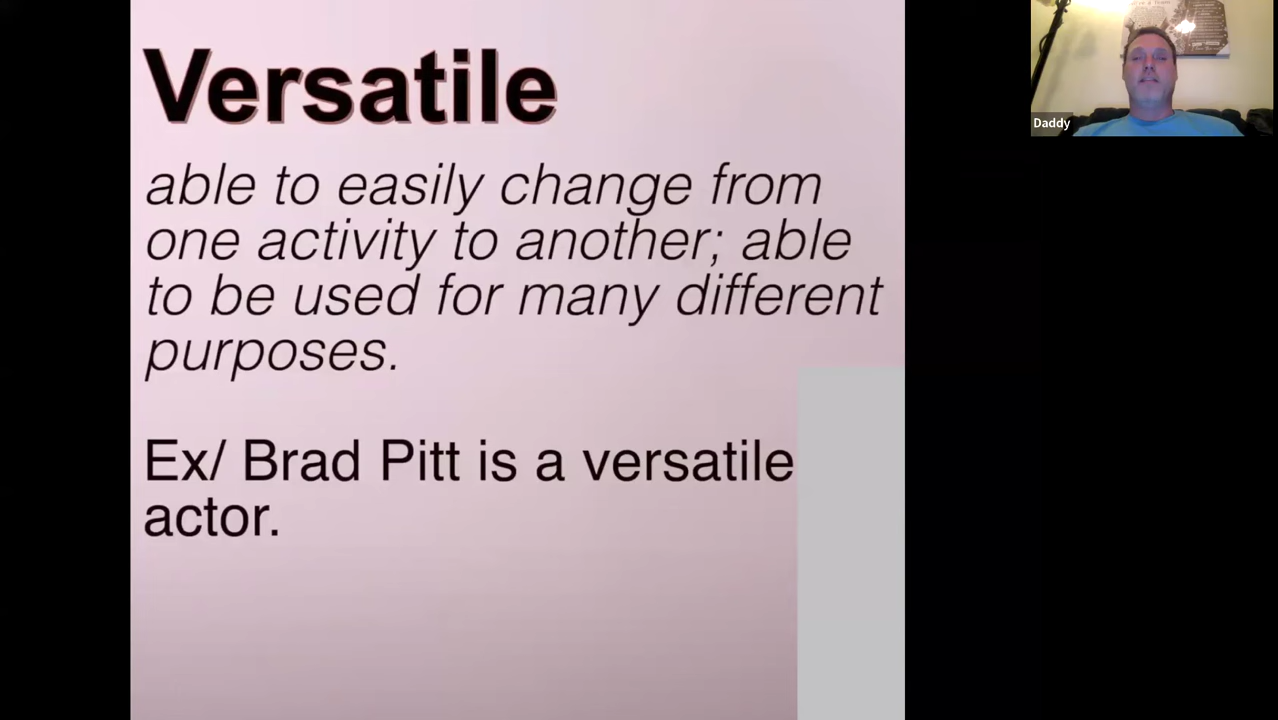 Versatile
able to easily change from
one activity to another; able
to be used for many different
purposes.
Ex/ Brad Pitt is a versatile
actor.
Daddy